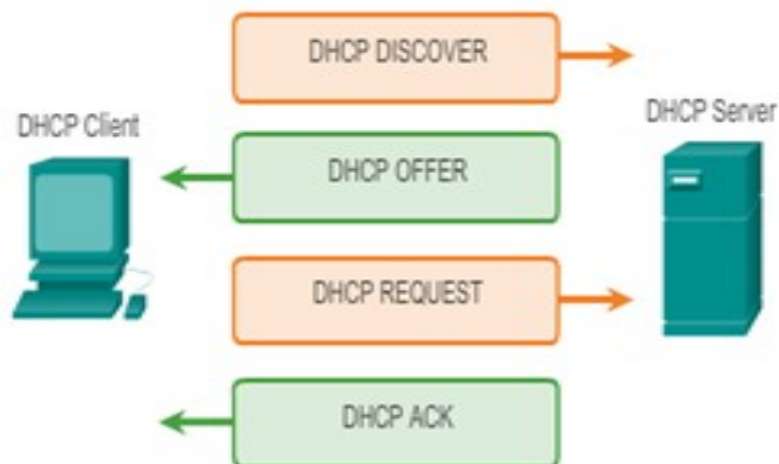 DHCP DISCOVER
DHCP Client
DHCP Server
DHCP OFFER
DHCP REQUEST
DHCP ACK